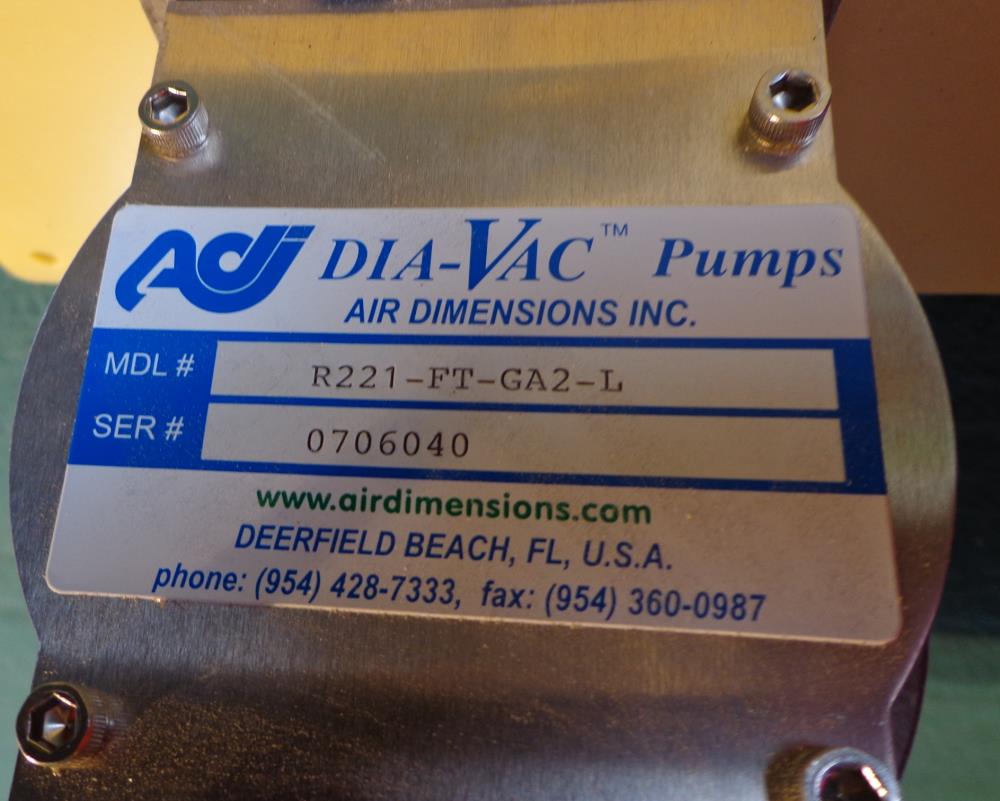 ADI DIA-VAC™ Pumps
AIR DIMENSIONS INC.
MDL # R221-FT-GA2-L
SER # 0706040
www.airdimensions.com
DEERFIELD BEACH, FL, U.S.A.
phone: (954) 428-7333, fax: (954) 360-0987